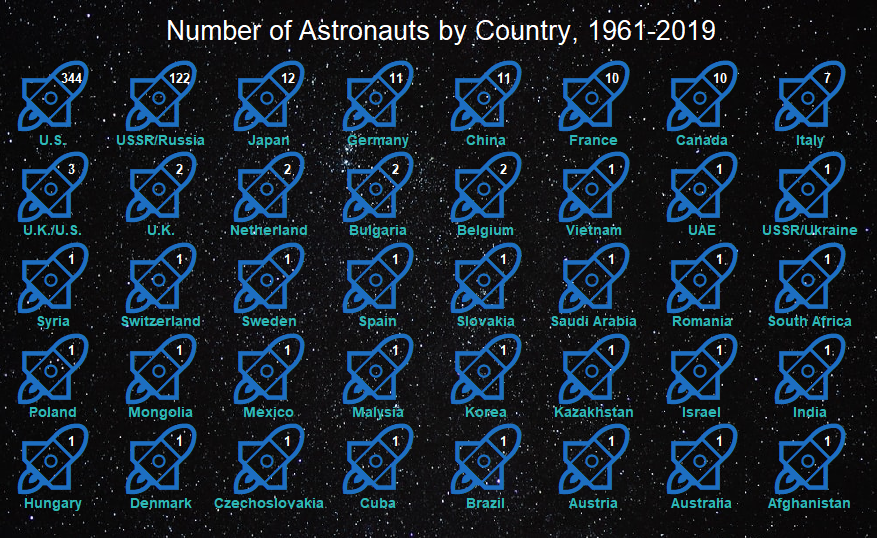 Number of Astronauts by Country, 1961-2019
344 122 12 11 11 10 10 7
U.S. USSR/Russia Japan Germany China France Canada Italy
3 2 2 2 2 1 1 1
U.K./U.S. U.K. Netherland Bulgaria Belgium Vietnam UAE USSR/Ukraine
1 1 1 1 1 1 1 1
Syria Switzerland Sweden Spain Slovakia Saudi Arabia Romania South Africa
1 1 1 1 1 1 1 1
Poland Mongolia Mexico Malysia Korea Kazakhstan Israel India
1 1 1 1 1 1 1 1
Hungary Denmark Czechoslovakia Cuba Brazil Austria Australia Afghanistan